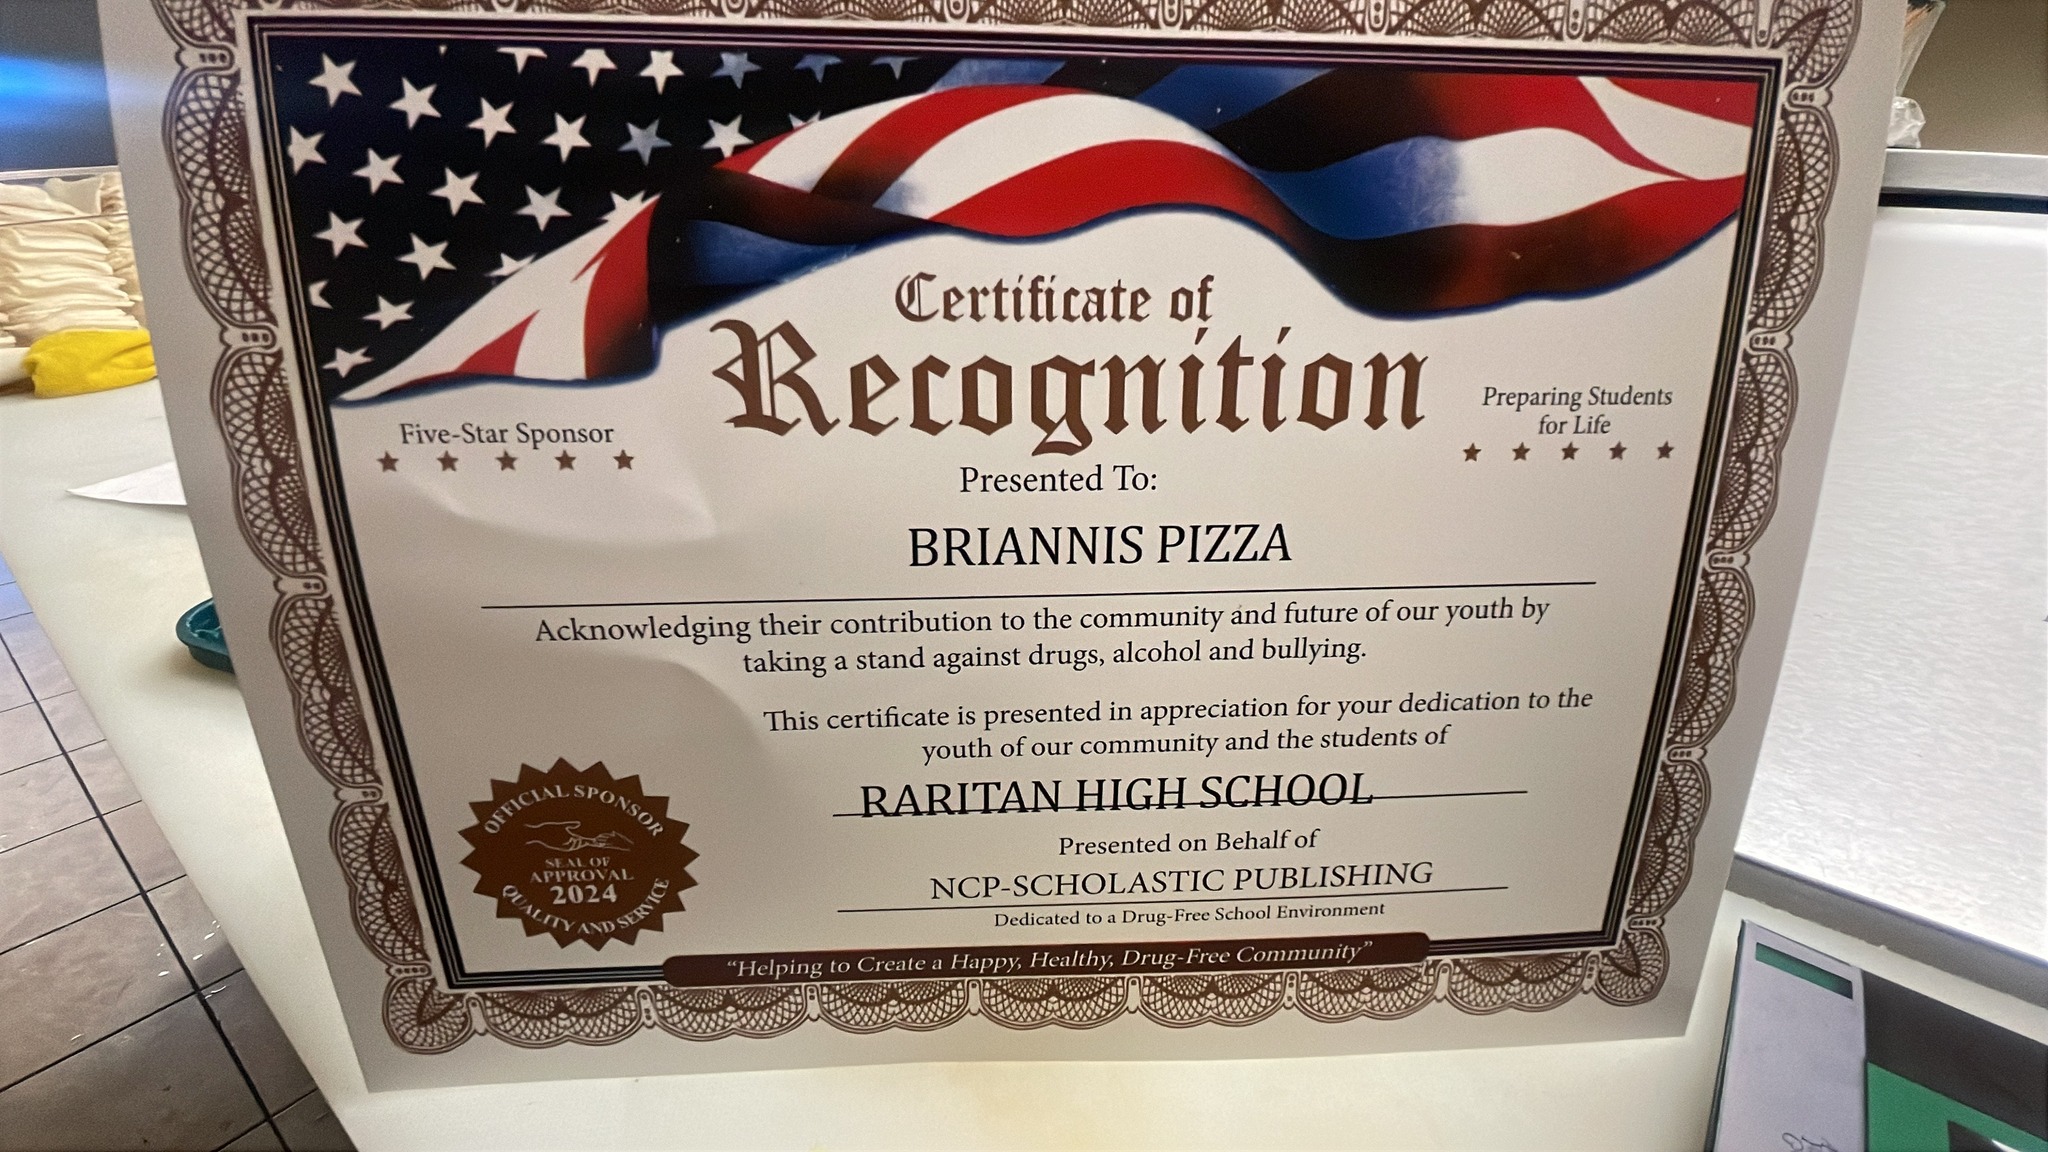 Certificate of
Recognition
Five-Star Sponsor
Preparing Students
for Life
Presented To:
BRIANNIS PIZZA
Acknowledging their contribution to the community and future of our youth by
taking a stand against drugs, alcohol and bullying.
This certificate is presented in appreciation for your dedication to the
youth of our community and the students of
RARITAN HIGH SCHOOL
Presented on Behalf of
NCP-SCHOLASTIC PUBLISHING
Dedicated to a Drug-Free School Environment
OFFICIAL SPONSOR
SEAL OF
APPROVAL
2024
QUALITY AND SERVICE
"Helping to Create a Happy, Healthy, Drug-Free Community"